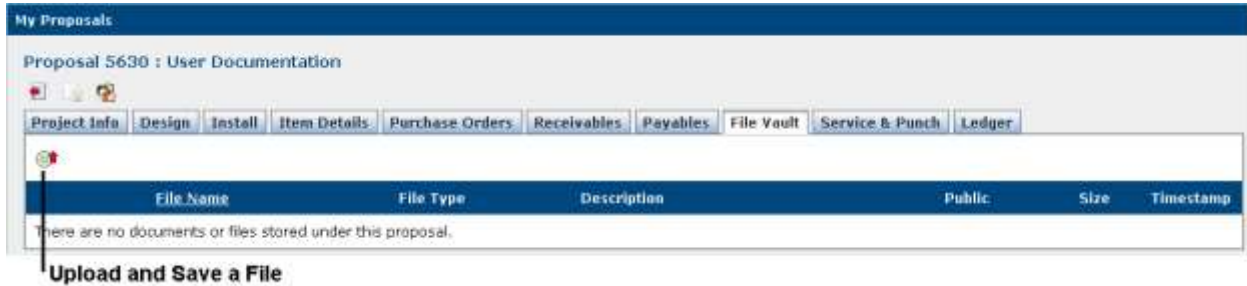 My Proposals
Proposal 5630 : User Documentation
Project Info Design Install Item Details Purchase Orders Receivables Payables File Vault Service & Punch Ledger
File Name File Type Description Public Size Timestamp
There are no documents or files stored under this proposal.
Upload and Save a File